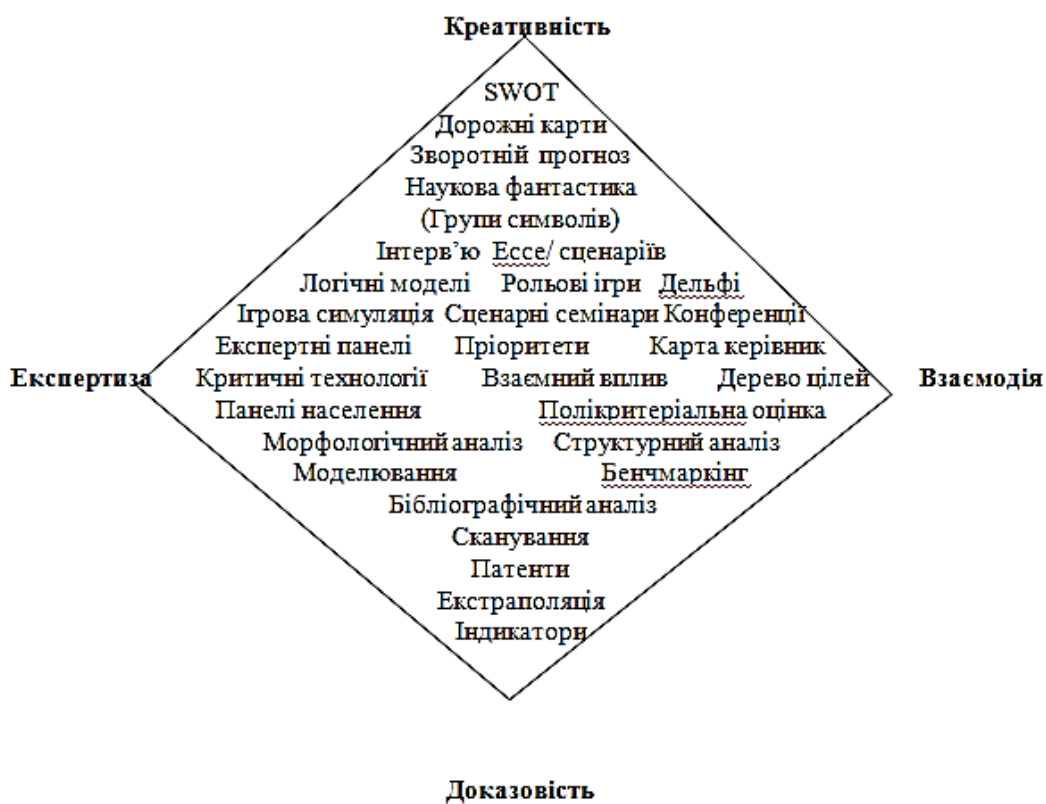 Креативність
SWOT
Дорожні карти
Зворотній прогноз
Наукова фантастика
(Групи символів)
Інтерв’ю Ессе/ сценаріїв
Логічні моделі Рольові ігри Дельфі
Ігрова симуляція Сценарні семінари Конференції
Експертні панелі Пріоритети Карта керівник
Експертиза Критичні технології Взаємний вплив Дерево цілей Взаємодія
Панелі населення Полікритеріальна оцінка
Морфологічний аналіз Структурний аналіз
Моделювання Бенчмаркінг
Бібліографічний аналіз
Сканування
Патенти
Екстраполяція
Індикатори
Доказовість